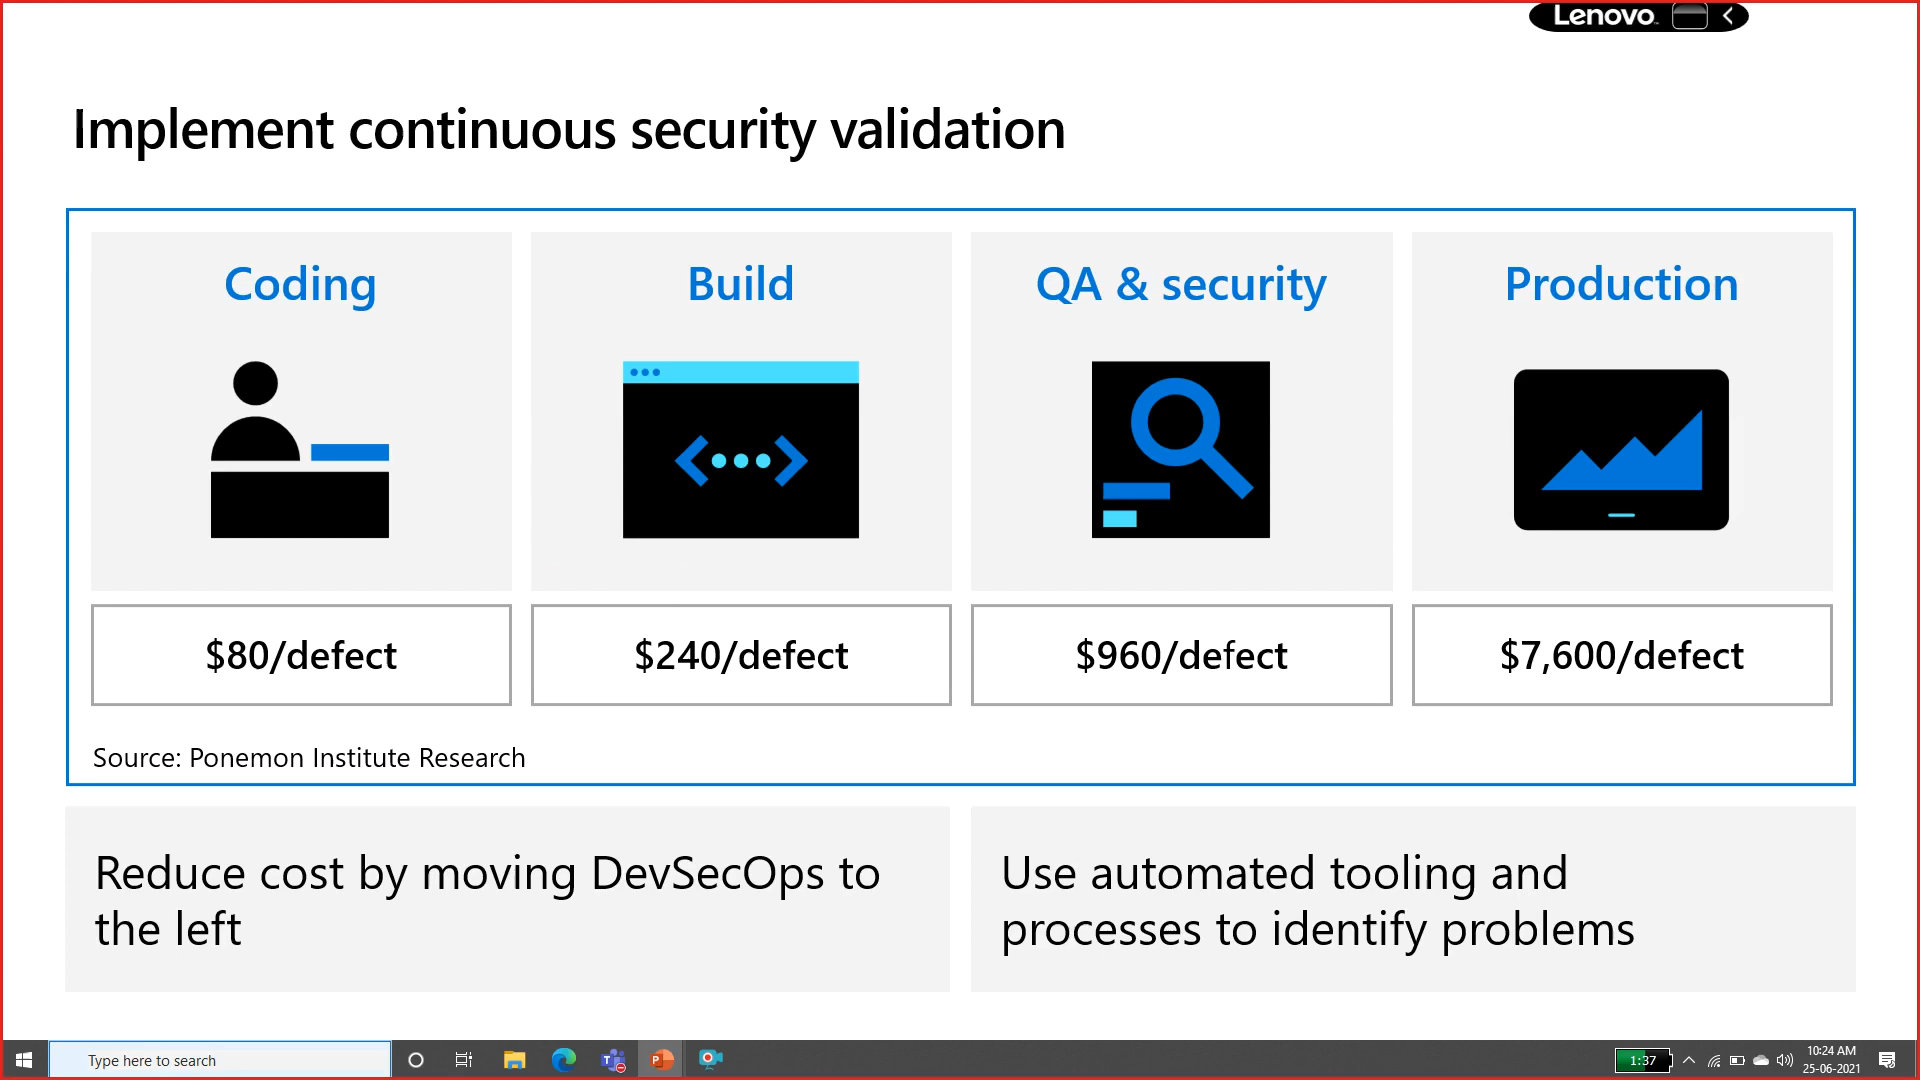 Lenovo
Implement continuous security validation
Coding
Build
QA & security
Production
$80/defect
$240/defect
$960/defect
$7,600/defect
Source: Ponemon Institute Research
Reduce cost by moving DevSecOps to
the left
Use automated tooling and
processes to identify problems
Type here to search
1:37
10:24 AM
25-06-2021